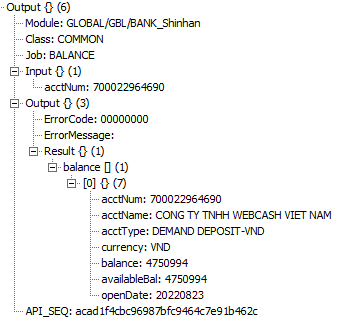 Output {} (6)
Module: GLOBAL/GBL/BANK_Shinhan
Class: COMMON
Job: BALANCE
Input {} (1)
acctNum: 700022964690
Output {} (3)
ErrorCode: 00000000
ErrorMessage:
Result {} (1)
balance [] (1)
[0] {} (7)
acctNum: 700022964690
acctName: CONG TY TNHH WEBCASH VIET NAM
acctType: DEMAND DEPOSIT-VND
currency: VND
balance: 4750994
availableBal: 4750994
openDate: 20220823
API_SEQ: acad1f4cbc96987bfc9464c7e91b462c